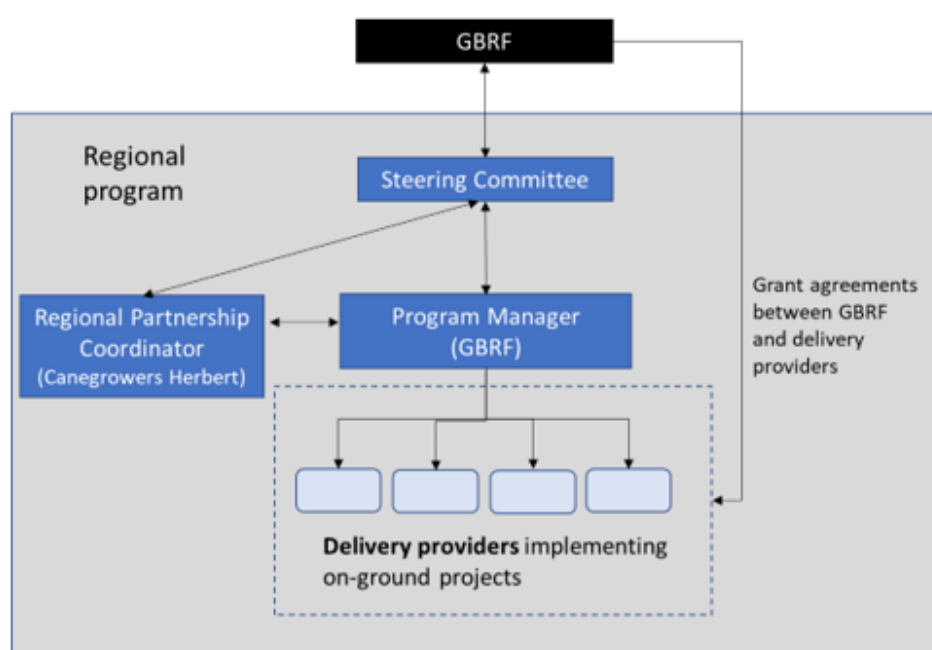 GBRF
Regional
program
Steering Committee
Regional Partnership
Coordinator
(Canegrowers Herbert)
Program Manager
(GBRF)
Grant agreements
between GBRF
and delivery
providers
Delivery providers implementing
on-ground projects